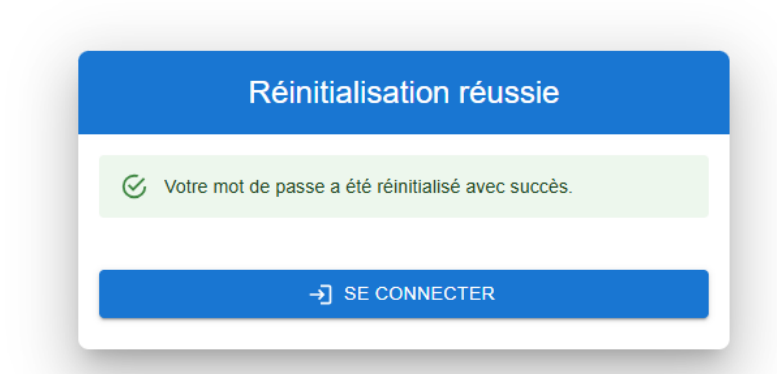 Réinitialisation réussie
Votre mot de passe a été réinitialisé avec succès.
SE CONNECTER